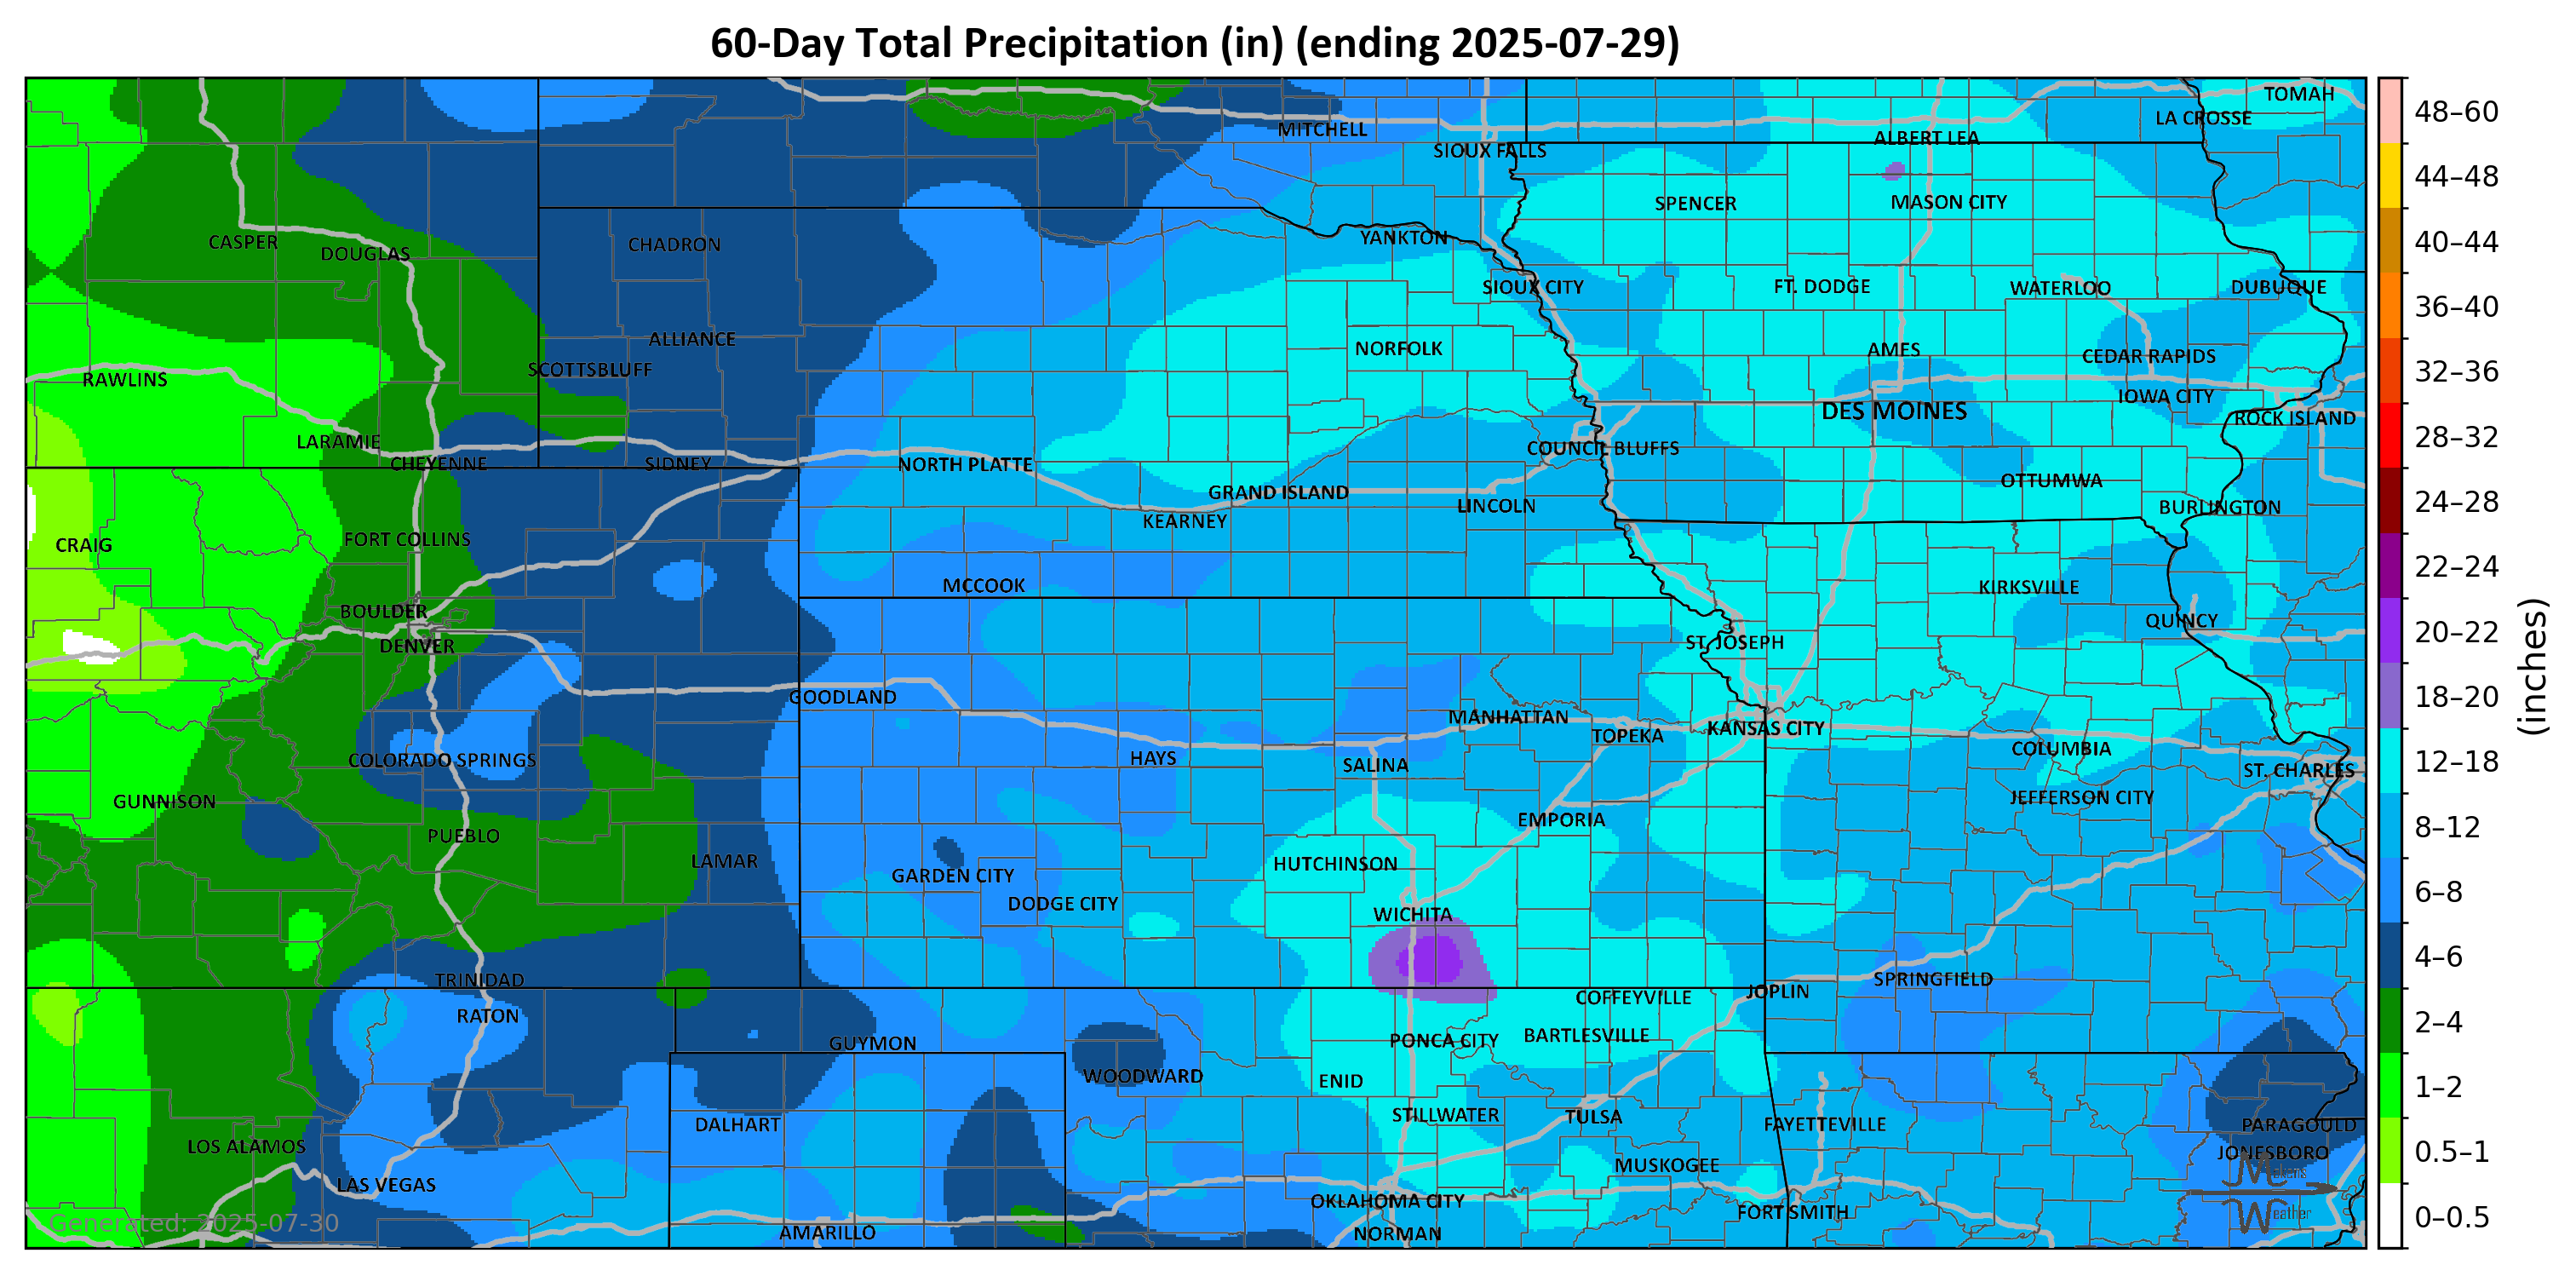 60-Day Total Precipitation (in) (ending 2025-07-29)
TOMAH
LA CROSSE
MITCHELL
ALBERT LEA
SIOUX FALLS
SPENCER
MASON CITY
YANKTON
CASPER
CHADRON
DOUGLAS
SIOUX CITY
FT. DODGE
WATERLOO
DUBUQUE
ALLIANCE
NORFOLK
AMES
CEDAR RAPIDS
SCOTTSBLUFF
RAWLINS
IOWA CITY
DES MOINES
ROCK ISLAND
LARAMIE
COUNCIL BLUFFS
CHEYENNE
SIDNEY
NORTH PLATTE
OTTUMWA
GRAND ISLAND
LINCOLN
BURLINGTON
KEARNEY
FORT COLLINS
CRAIG
MCCOOK
KIRKSVILLE
BOULDER
QUINCY
DENVER
ST. JOSEPH
GOODLAND
MANHATTAN
KANSAS CITY
TOPEKA
COLUMBIA
COLORADO SPRINGS
HAYS
SALINA
ST. CHARLES
GUNNISON
JEFFERSON CITY
EMPORIA
PUEBLO
LAMAR
HUTCHINSON
GARDEN CITY
DODGE CITY
WICHITA
TRINIDAD
SPRINGFIELD
JOPLIN
COFFEYVILLE
RATON
BARTLESVILLE
PONCA CITY
GUYMON
WOODWARD
ENID
STILLWATER
TULSA
DALHART
FAYETTEVILLE
PARAGOULD
LOS ALAMOS
JONESBORO
MUSKOGEE
LAS VEGAS
OKLAHOMA CITY
FORT SMITH
AMARILLO
NORMAN
Generated: 2025-07-30
Makens
Weather
48–60
44–48
40–44
36–40
32–36
28–32
24–28
22–24
20–22
18–20
12–18
8–12
6–8
4–6
2–4
1–2
0.5–1
0–0.5
(inches)